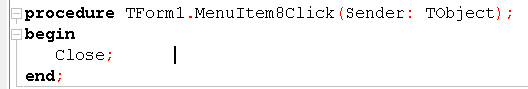 procedure TForm1.MenuItem8Click(Sender: TObject);
begin
Close;
end;